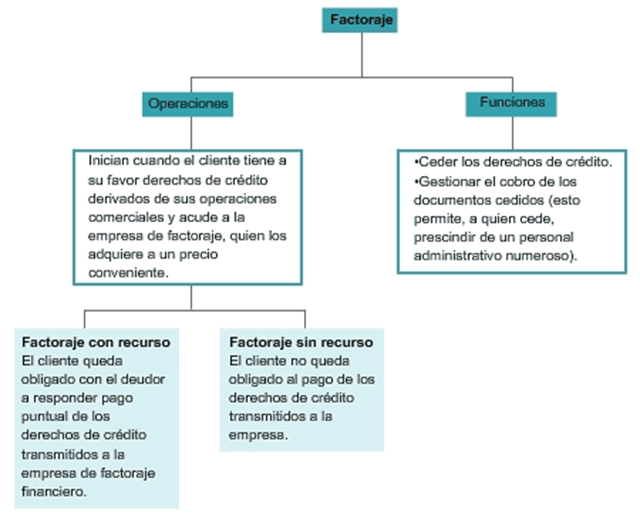 Factoraje
Operaciones
Funciones
Inician cuando el cliente tiene a
su favor derechos de crédito
derivados de sus operaciones
comerciales y acude a la
empresa de factoraje, quien los
adquiere a un precio
conveniente.
•Ceder los derechos de crédito.
•Gestionar el cobro de los
documentos cedidos (esto
permite, a quien cede,
prescindir de un personal
administrativo numeroso).
Factoraje con recurso
El cliente queda
obligado con el deudor
a responder pago
puntual de los
derechos de crédito
transmitidos a la
empresa de factoraje
financiero.
Factoraje sin recurso
El cliente no queda
obligado al pago de los
derechos de crédito
transmitidos a la
empresa.